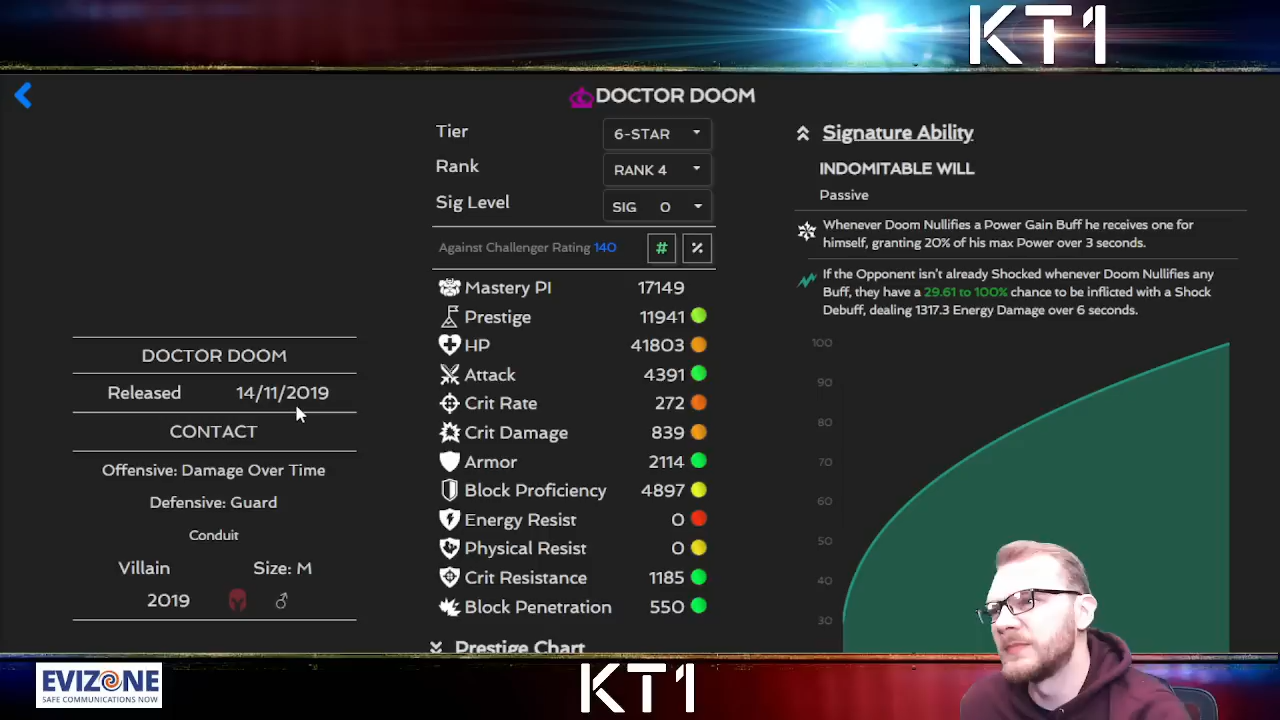 KT1
DOCTOR DOOM
Tier
6-STAR
Rank
RANK 4
Sig Level
SIG 0
Against Challenger Rating 140
#
%
Mastery PI 17149
Prestige 11941
HP 41803
Attack 4391
Crit Rate 272
Crit Damage 839
Armor 2114
Block Proficiency 4897
Energy Resist 0
Physical Resist 0
Crit Resistance 1185
Block Penetration 550
Prestige Chart
DOCTOR DOOM
Released 14/11/2019
CONTACT
Offensive: Damage Over Time
Defensive: Guard
Conduit
Villain Size: M
2019 ♂
Signature Ability
INDOMITABLE WILL
Passive
Whenever Doom Nullifies a Power Gain Buff he receives one for
himself, granting 20% of his max Power over 3 seconds.
If the Opponent isn't already Shocked whenever Doom Nullifies any
Buff, they have a 29.61 to 100% chance to be inflicted with a Shock
Debuff, dealing 1317.3 Energy Damage over 6 seconds.
100
90
80
70
60
50
40
30
EVIZONE
SAFE COMMUNICATIONS NOW
KT1